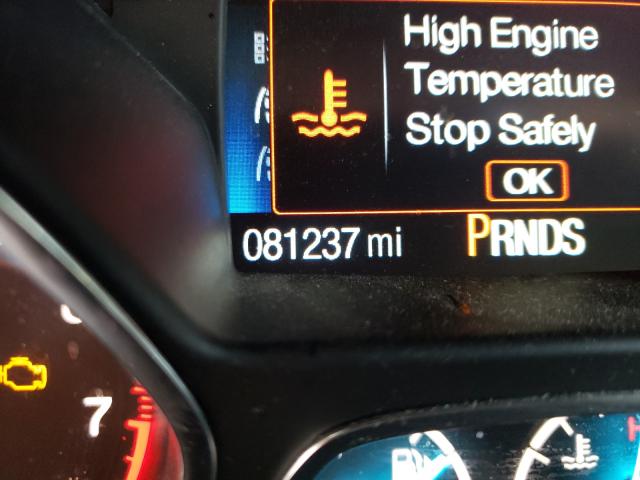 High Engine
Temperature
Stop Safely
OK
081237 mi PRNDS
7
H